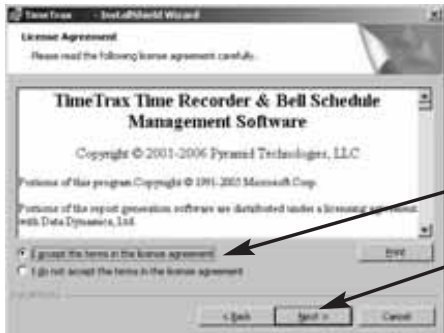 TimeTrax - InstallShield Wizard
License Agreement
Please read the following license agreement carefully.
TimeTrax Time Recorder & Bell Schedule
Management Software
Copyright © 2001-2006 Pyramid Technologies, LLC
Portions of this program Copyright © 1991-2005 Microsoft Corp.
Portions of the report generation software are distributed under a licensing agreement
with Data Dynamics, Ltd.
I accept the terms in the license agreement
Print
I do not accept the terms in the license agreement
< Back
Next >
Cancel